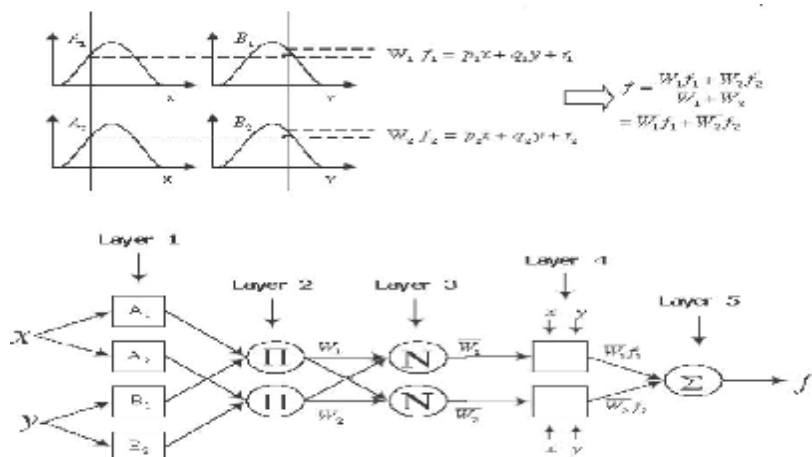 A₁ B₁
W₁ f₁ = p₁x + q₁y + r₁
X Y
f = W₁f₁ + W₂f₂ / W₁ + W₂
= W̅₁f₁ + W̅₂f₂
A₂ B₂
W₂ f₂ = p₂x + q₂y + r₂
X Y
Layer 1
Layer 2 Layer 3 Layer 4
Layer 5
x y
A₁
x
Π W₁ N W̅₁ W̅₁f₁
A₂
Σ f
B₁
Π W₂ N W̅₂ W̅₂f₂
y
B₂
x y